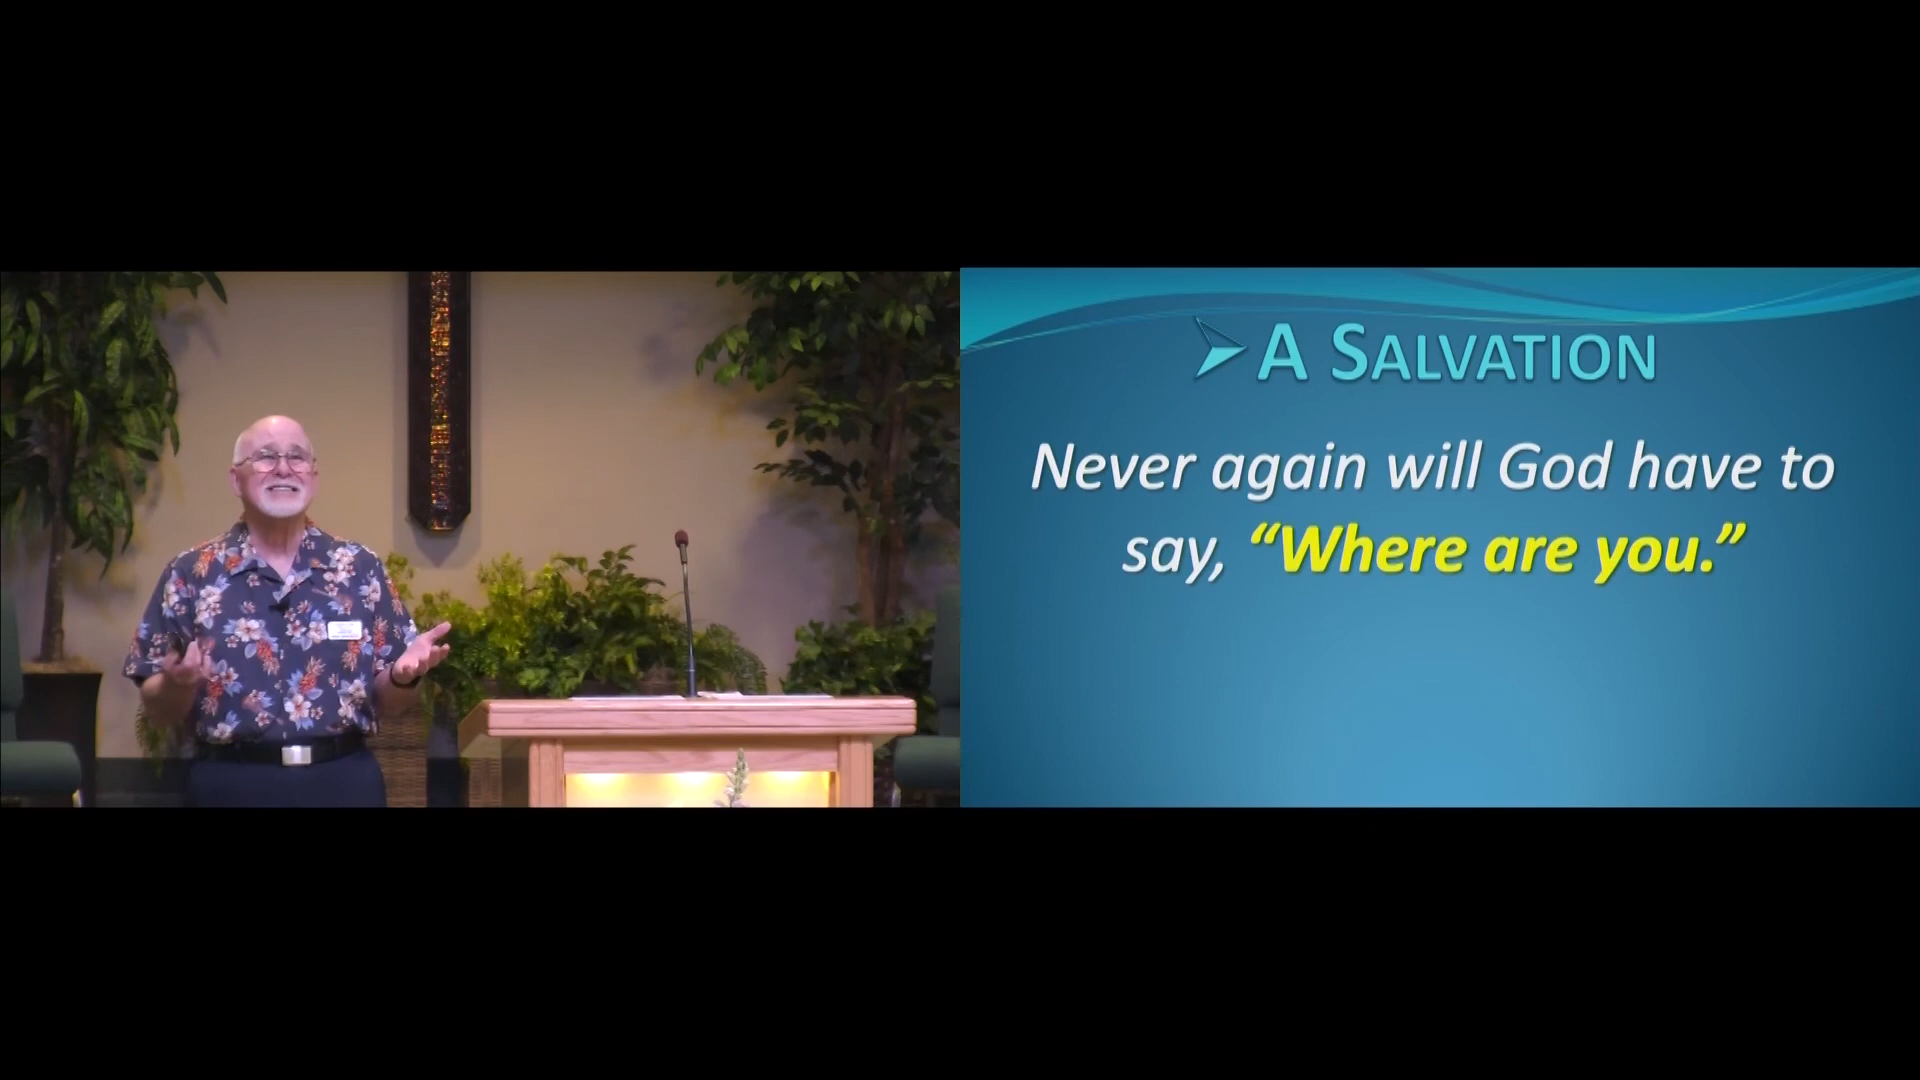 A SALVATION
Never again will God have to
say, “Where are you.”